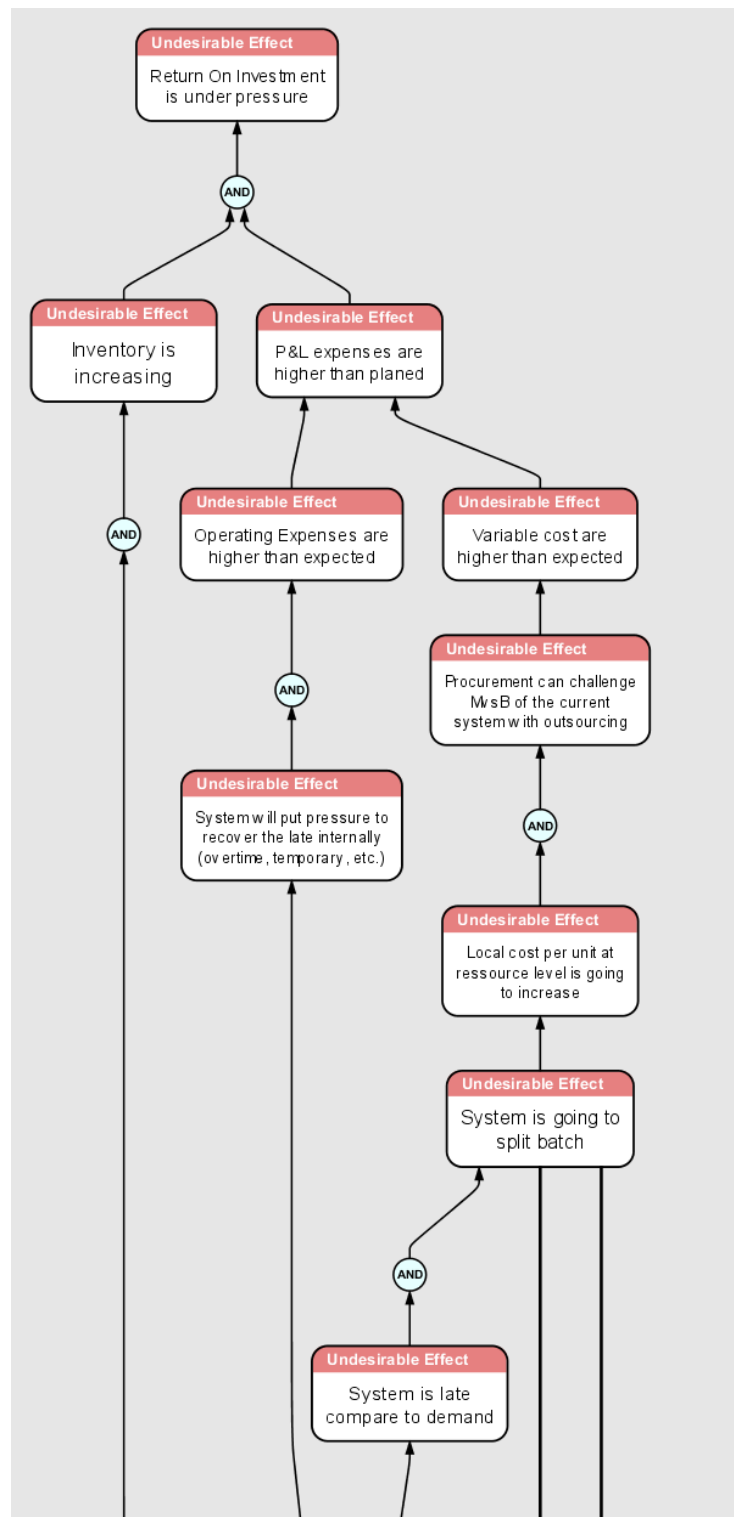 Undesirable Effect
Return On Investment
is under pressure
AND
Undesirable Effect
Inventory is
increasing
Undesirable Effect
P&L expenses are
higher than planed
Undesirable Effect
Operating Expenses are
higher than expected
Undesirable Effect
Variable cost are
higher than expected
AND
Undesirable Effect
Procurement can challenge
MvsB of the current
system with outsourcing
AND
Undesirable Effect
System will put pressure to
recover the late internally
(overtime, temporary, etc.)
AND
Undesirable Effect
Local cost per unit at
ressource level is going
to increase
Undesirable Effect
System is going to
split batch
AND
Undesirable Effect
System is late
compare to demand